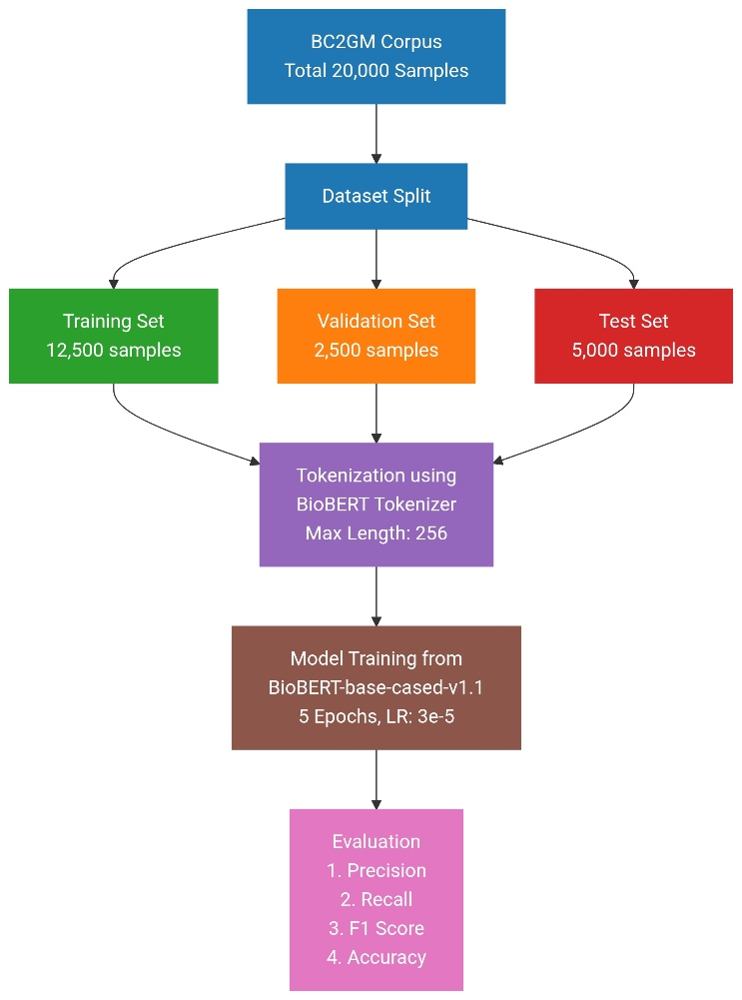 BC2GM Corpus
Total 20,000 Samples
Dataset Split
Training Set
12,500 samples
Validation Set
2,500 samples
Test Set
5,000 samples
Tokenization using
BioBERT Tokenizer
Max Length: 256
Model Training from
BioBERT-base-cased-v1.1
5 Epochs, LR: 3e-5
Evaluation
1. Precision
2. Recall
3. F1 Score
4. Accuracy